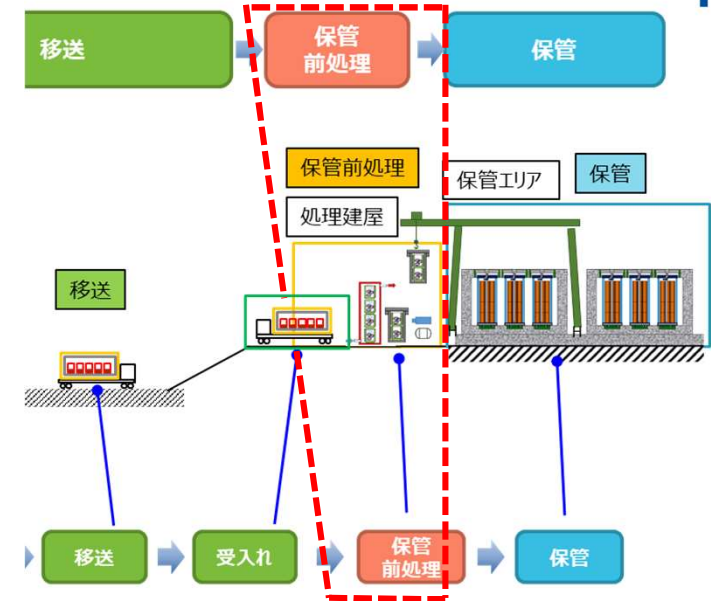 移送
保管
前処理
保管
保管前処理
保管エリア
保管
処理建屋
移送
移送
受入れ
保管
前処理
保管